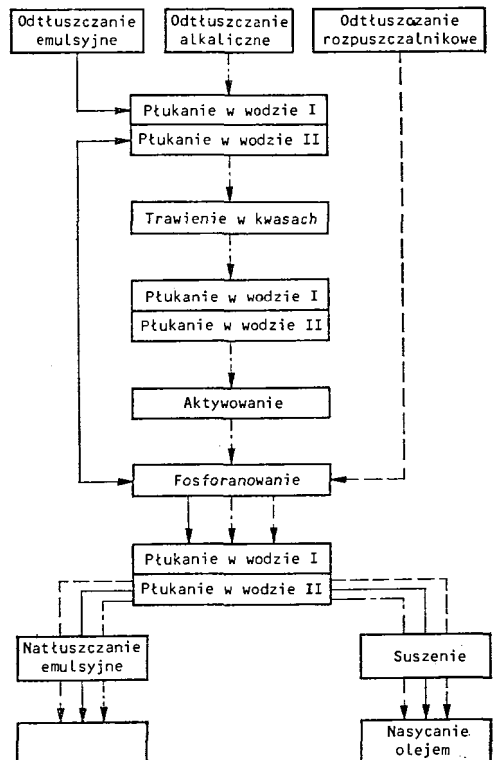 Odtłuszczanie
emulsyjne
Odtłuszczanie
alkaliczne
Odtłuszozanie
rozpuszczalnikowe
Płukanie w wodzie I
Płukanie w wodzie II
Trawienie w kwasach
Płukanie w wodzie I
Płukanie w wodzie II
Aktywowanie
Fosforanowanie
Płukanie w wodzie I
Płukanie w wodzie II
Natłuszczanie
emulsyjne
Suszenie
Nasycanie
olejem